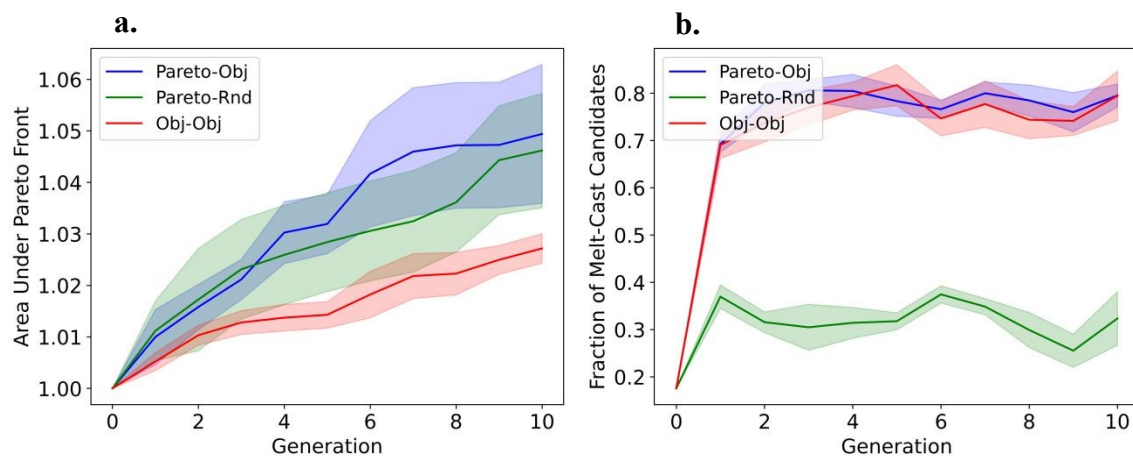 a.
Area Under Pareto Front
1.06
1.05
1.04
1.03
1.02
1.01
1.00
Pareto-Obj
Pareto-Rnd
Obj-Obj
0 2 4 6 8 10
Generation
b.
Fraction of Melt-Cast Candidates
0.8
0.7
0.6
0.5
0.4
0.3
0.2
Pareto-Obj
Pareto-Rnd
Obj-Obj
0 2 4 6 8 10
Generation